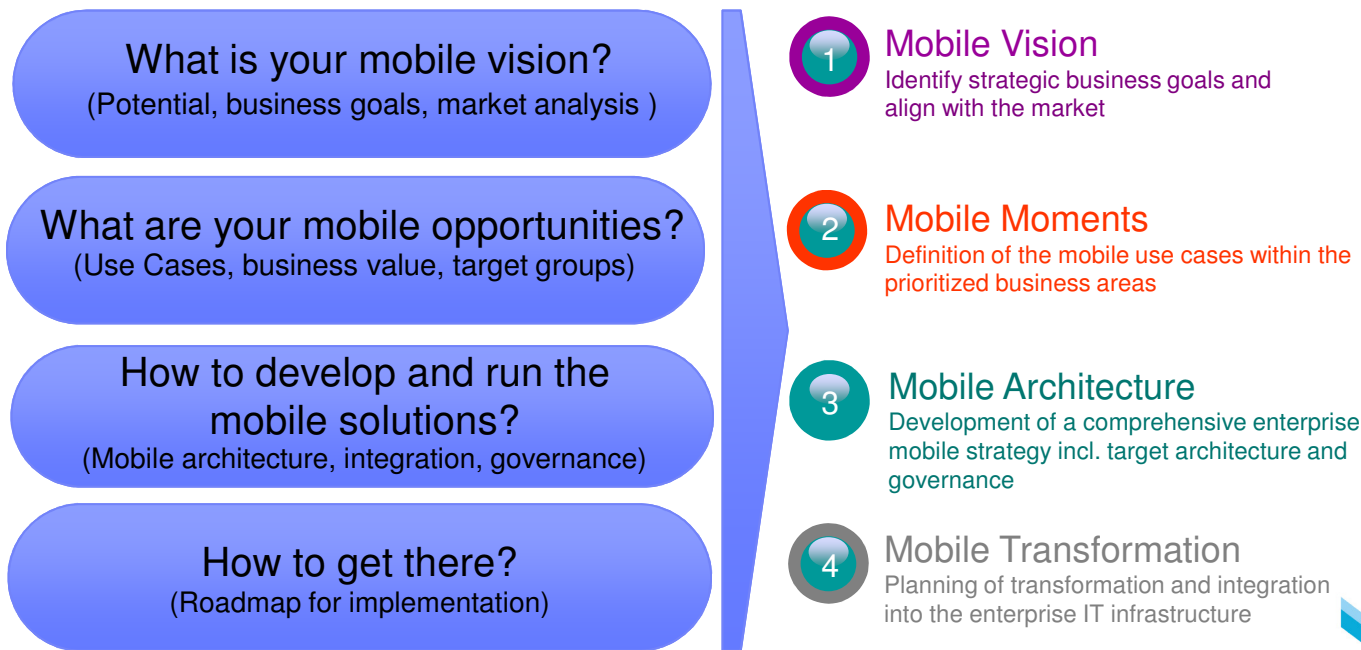 What is your mobile vision?
(Potential, business goals, market analysis )
What are your mobile opportunities?
(Use Cases, business value, target groups)
How to develop and run the
mobile solutions?
(Mobile architecture, integration, governance)
How to get there?
(Roadmap for implementation)
1
Mobile Vision
Identify strategic business goals and
align with the market
2
Mobile Moments
Definition of the mobile use cases within the
prioritized business areas
3
Mobile Architecture
Development of a comprehensive enterprise
mobile strategy incl. target architecture and
governance
4
Mobile Transformation
Planning of transformation and integration
into the enterprise IT infrastructure